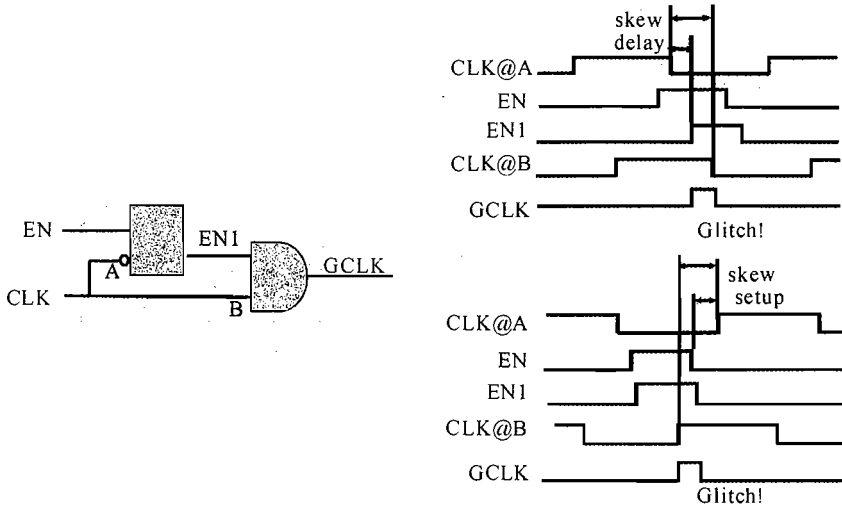 EN
A
CLK
EN1
B
GCLK
skew
delay
CLK@A
EN
EN1
CLK@B
GCLK
Glitch!
skew
setup
CLK@A
EN
EN1
CLK@B
GCLK
Glitch!